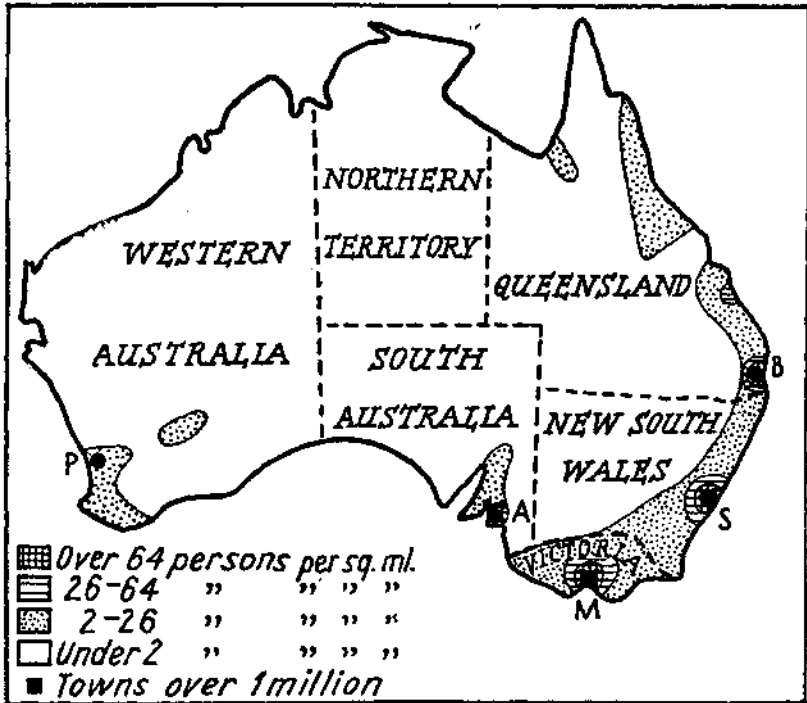 NORTHERN
TERRITORY
WESTERN
AUSTRALIA
QUEENSLAND
SOUTH
AUSTRALIA
NEW SOUTH
WALES
VICTORIA
B
P
A
S
M
Over 64 persons per sq. ml.
26-64 " " " "
2-26 " " " "
Under 2 " " " "
Towns over 1 million